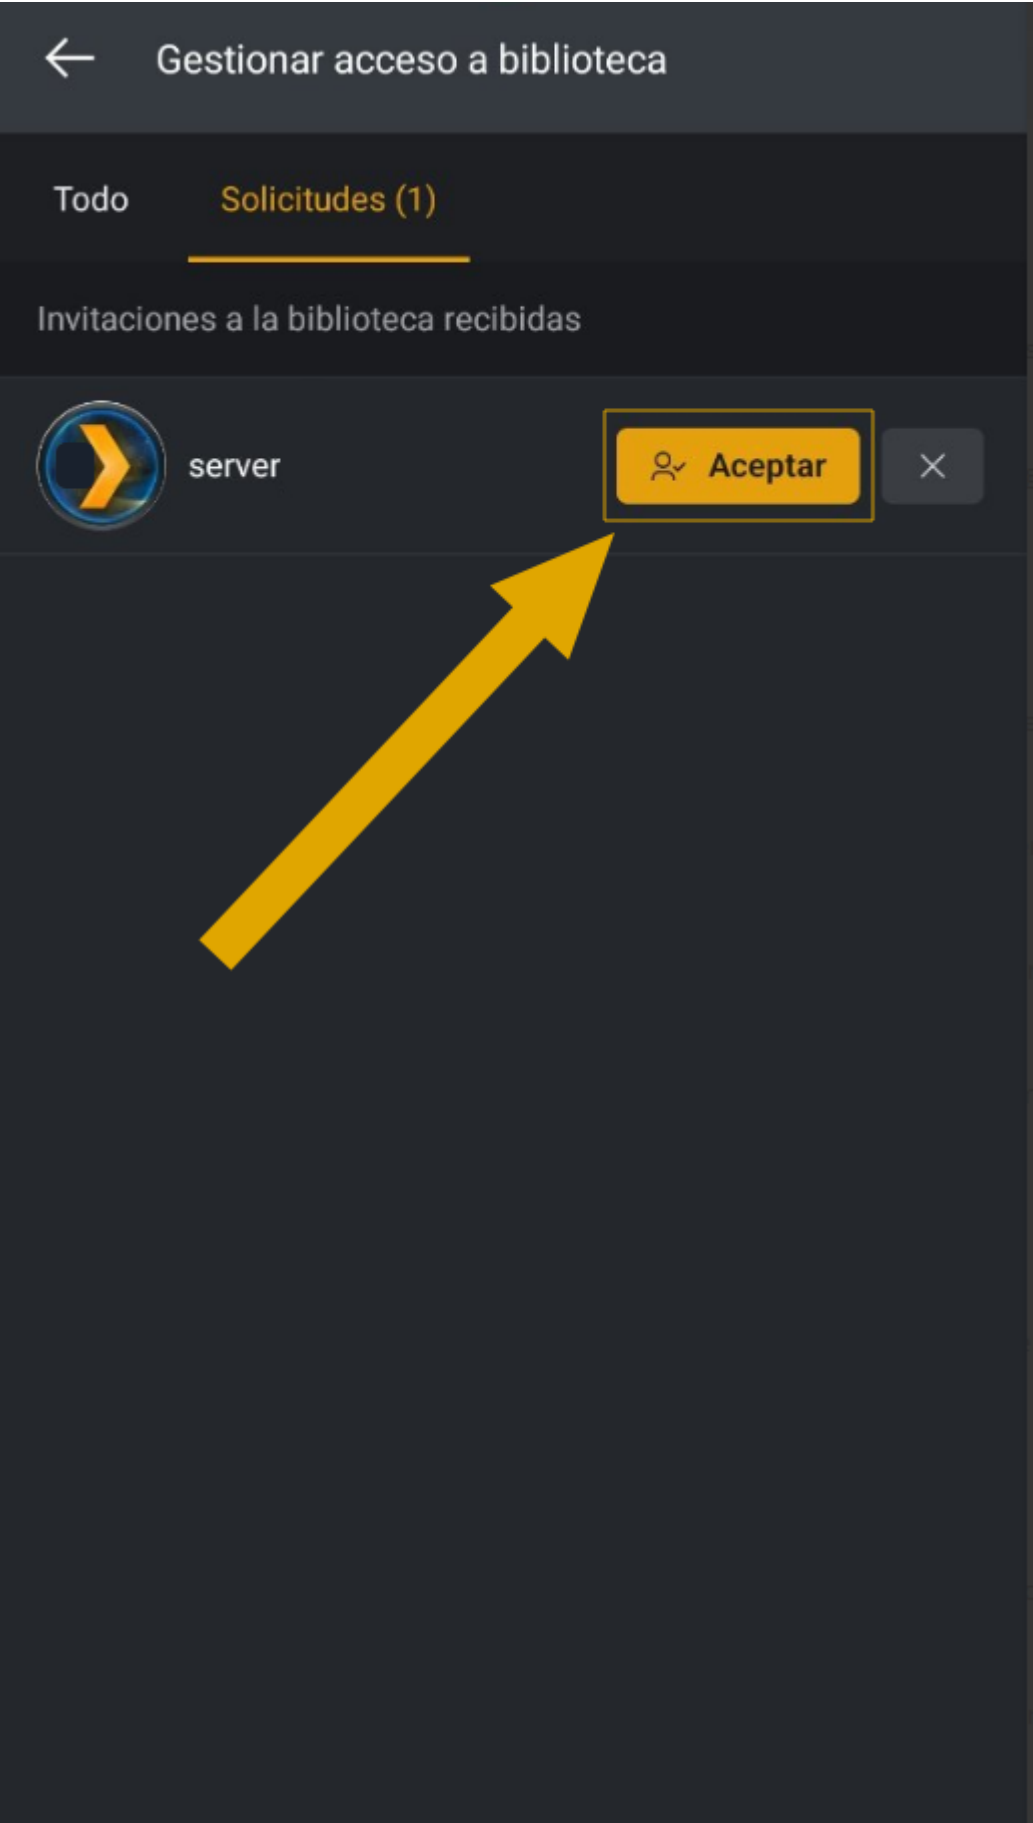 Gestionar acceso a biblioteca
Todo
Solicitudes (1)
Invitaciones a la biblioteca recibidas
server
Aceptar